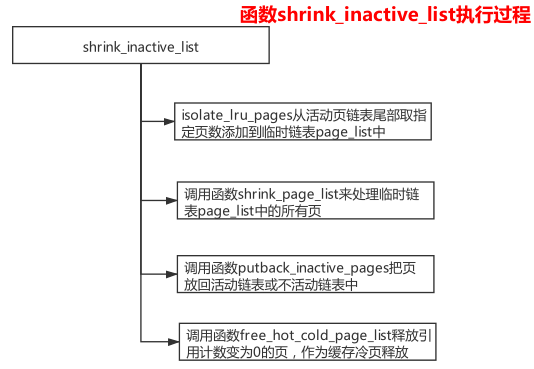 函数shrink_inactive_list执行过程
shrink_inactive_list
isolate_lru_pages从活动页链表尾部取指
定页数添加到临时链表page_list中
调用函数shrink_page_list来处理临时链
表page_list中的所有页
调用函数putback_inactive_pages把页
放回活动链表或不活动链表中
调用函数free_hot_cold_page_list释放引
用计数变为0的页，作为缓存冷页释放